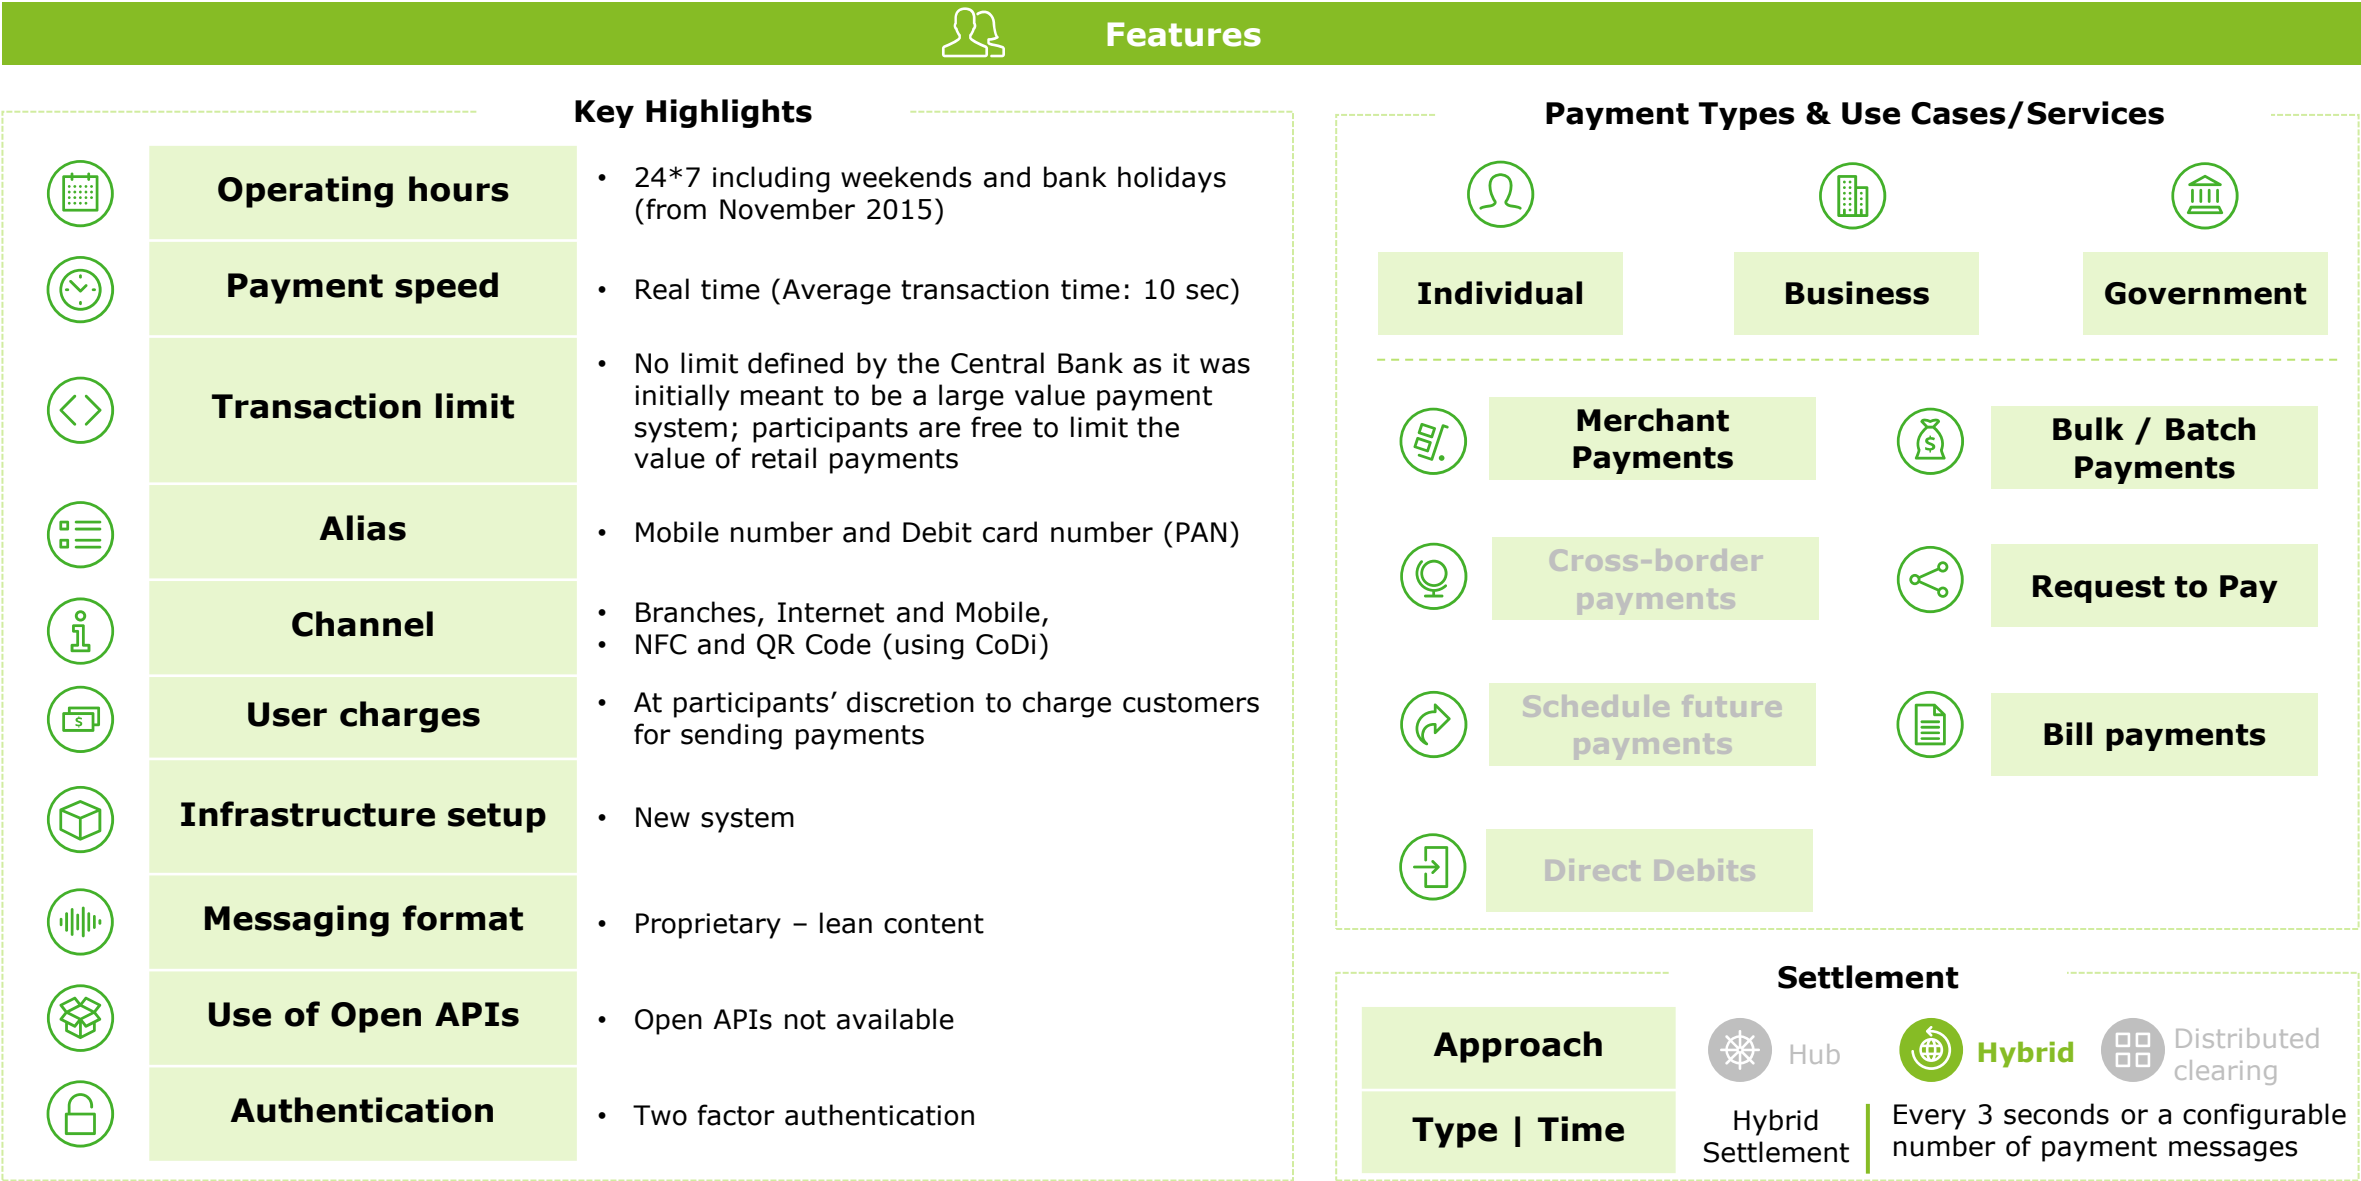 Features
Key Highlights
Operating hours
• 24*7 including weekends and bank holidays
(from November 2015)
Payment speed
• Real time (Average transaction time: 10 sec)
Transaction limit
• No limit defined by the Central Bank as it was
initially meant to be a large value payment
system; participants are free to limit the
value of retail payments
Alias
• Mobile number and Debit card number (PAN)
Channel
• Branches, Internet and Mobile,
• NFC and QR Code (using CoDi)
User charges
• At participants’ discretion to charge customers
for sending payments
Infrastructure setup
• New system
Messaging format
• Proprietary – lean content
Use of Open APIs
• Open APIs not available
Authentication
• Two factor authentication
Payment Types & Use Cases/Services
Individual
Business
Government
Merchant
Payments
Bulk / Batch
Payments
Cross-border
payments
Request to Pay
Schedule future
payments
Bill payments
Direct Debits
Settlement
Approach
Hub
Hybrid
Distributed
clearing
Type | Time
Hybrid
Settlement
Every 3 seconds or a configurable
number of payment messages